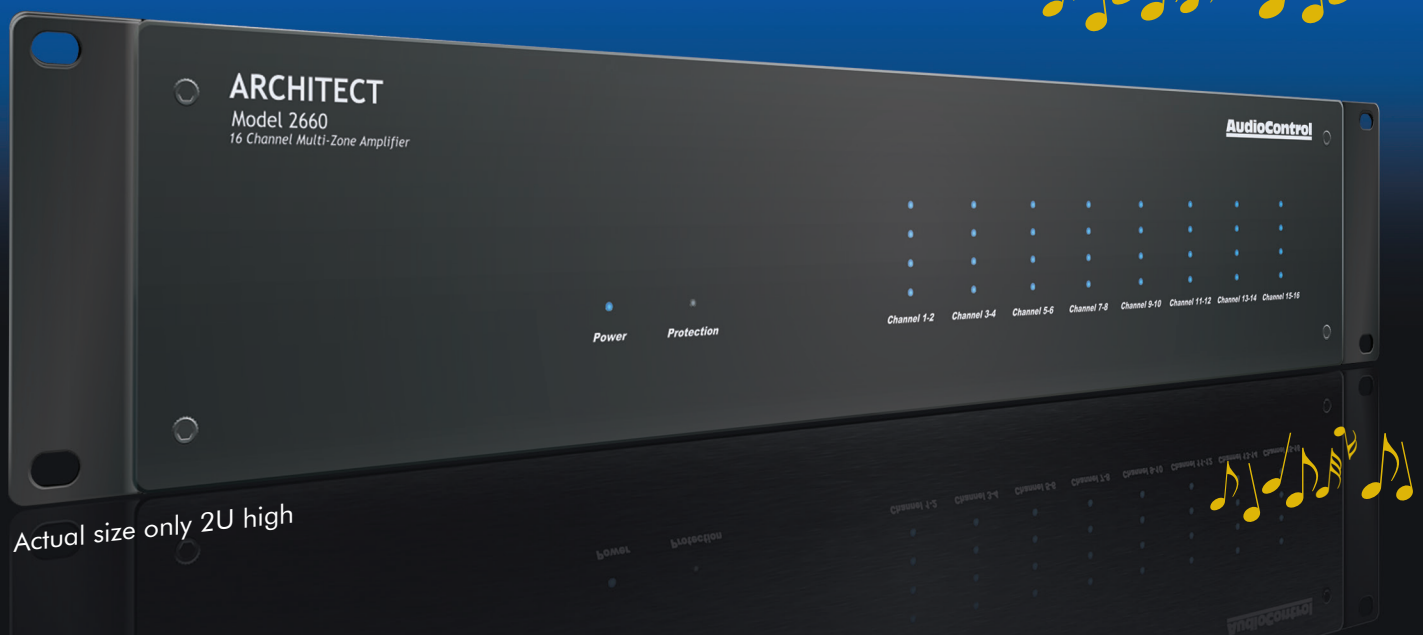 ARCHITECT
Model 2660
16 Channel Multi-Zone Amplifier
AudioControl
Power
Protection
Channel 1-2
Channel 3-4
Channel 5-6
Channel 7-8
Channel 9-10
Channel 11-12
Channel 13-14
Channel 15-16
Actual size only 2U high